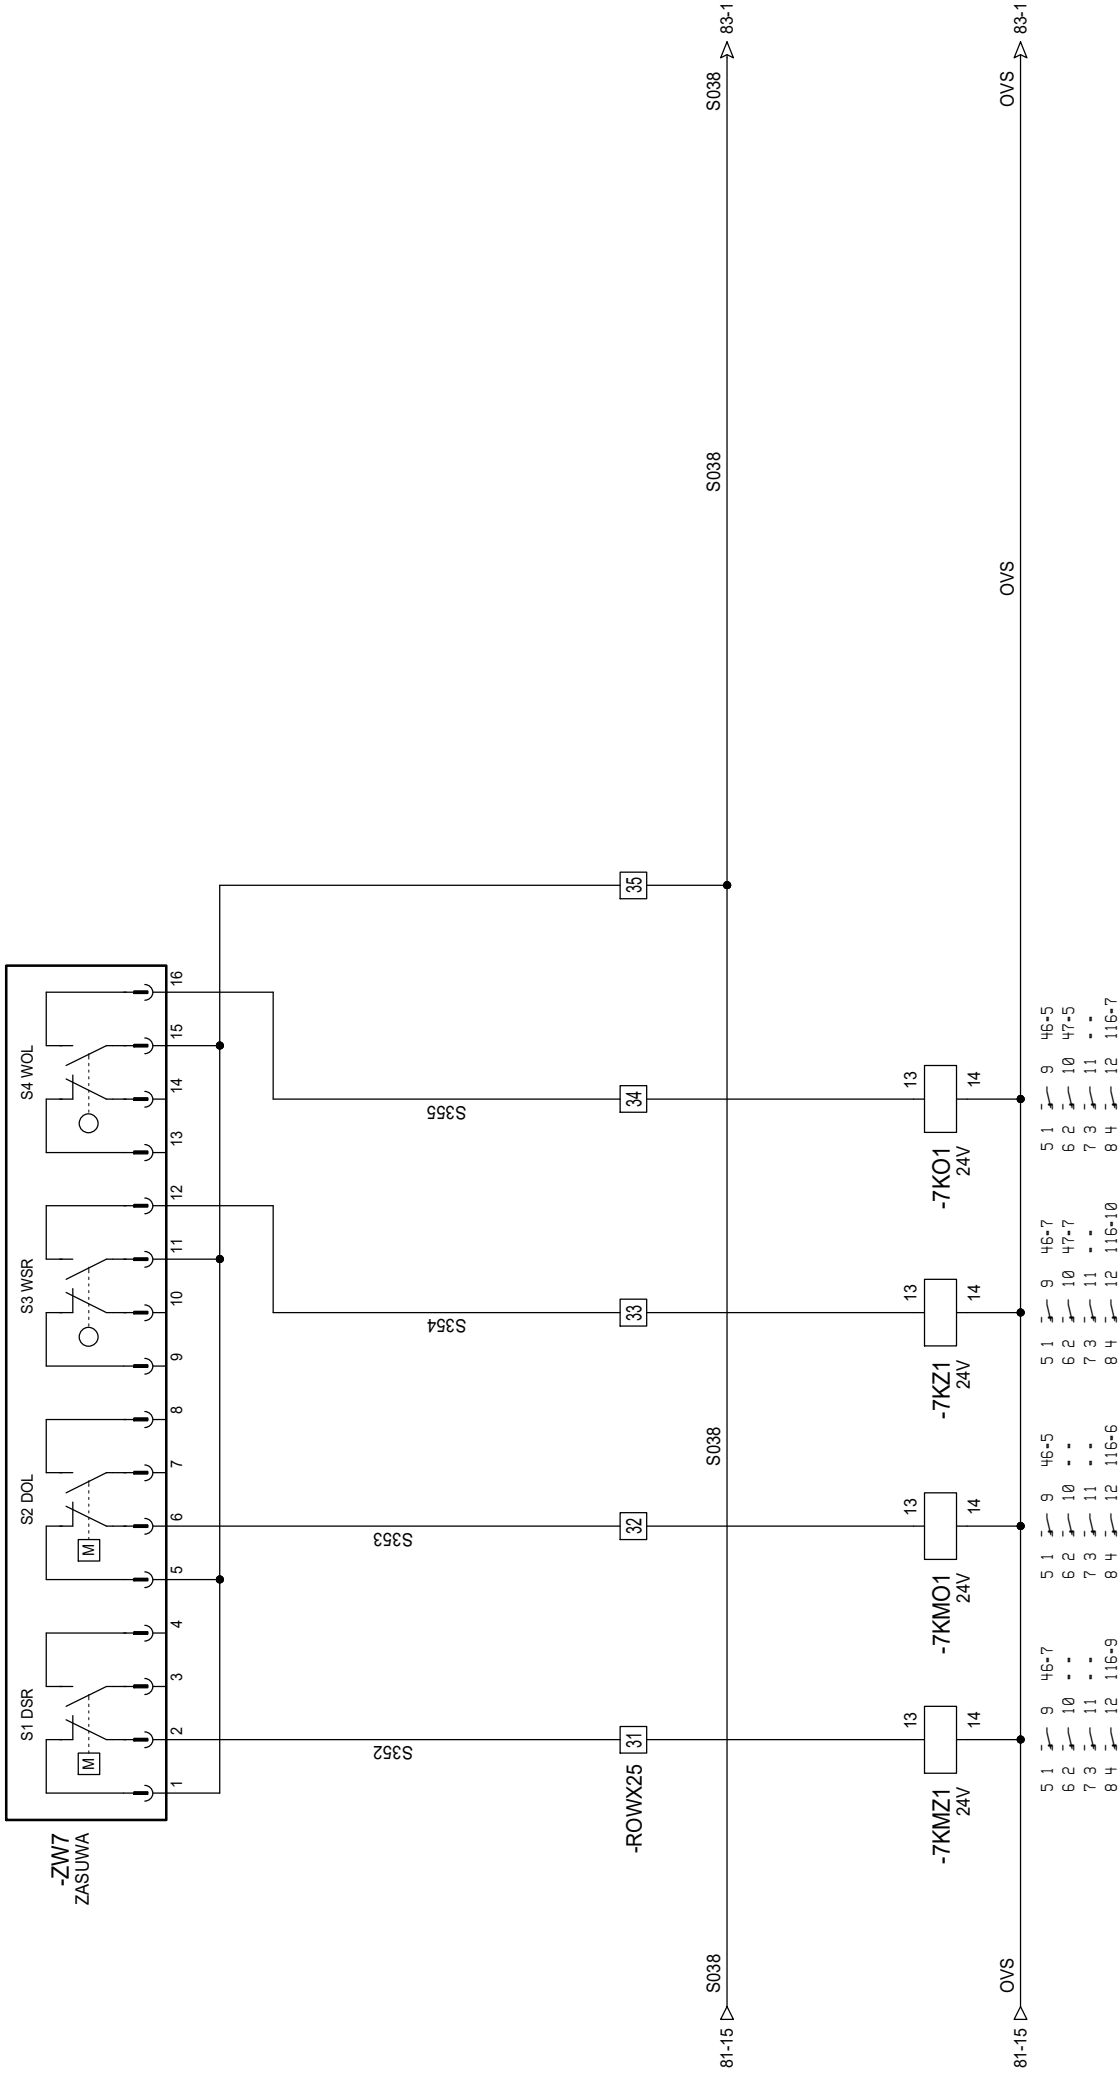 -ZW7
ZASUWA
S1 DSR
S2 DOL
S3 WSR
S4 WOL
M
M
1
2
3
4
5
6
7
8
9
10
11
12
13
14
15
16
S352
S353
S354
S355
-ROWX25
31
32
33
34
35
81-15
S038
S038
S038
S038
83-1
-7KMZ1
24V
13
14
-7KMO1
24V
13
14
-7KZ1
24V
13
14
-7KO1
24V
13
14
81-15
OVS
OVS
OVS
83-1
5 1 9 46-7
6 2 10 --
7 3 11 --
8 4 12 116-9
5 1 9 46-5
6 2 10 --
7 3 11 --
8 4 12 116-6
5 1 9 46-7
6 2 10 47-7
7 3 11 --
8 4 12 116-10
5 1 9 46-5
6 2 10 47-5
7 3 11 --
8 4 12 116-7